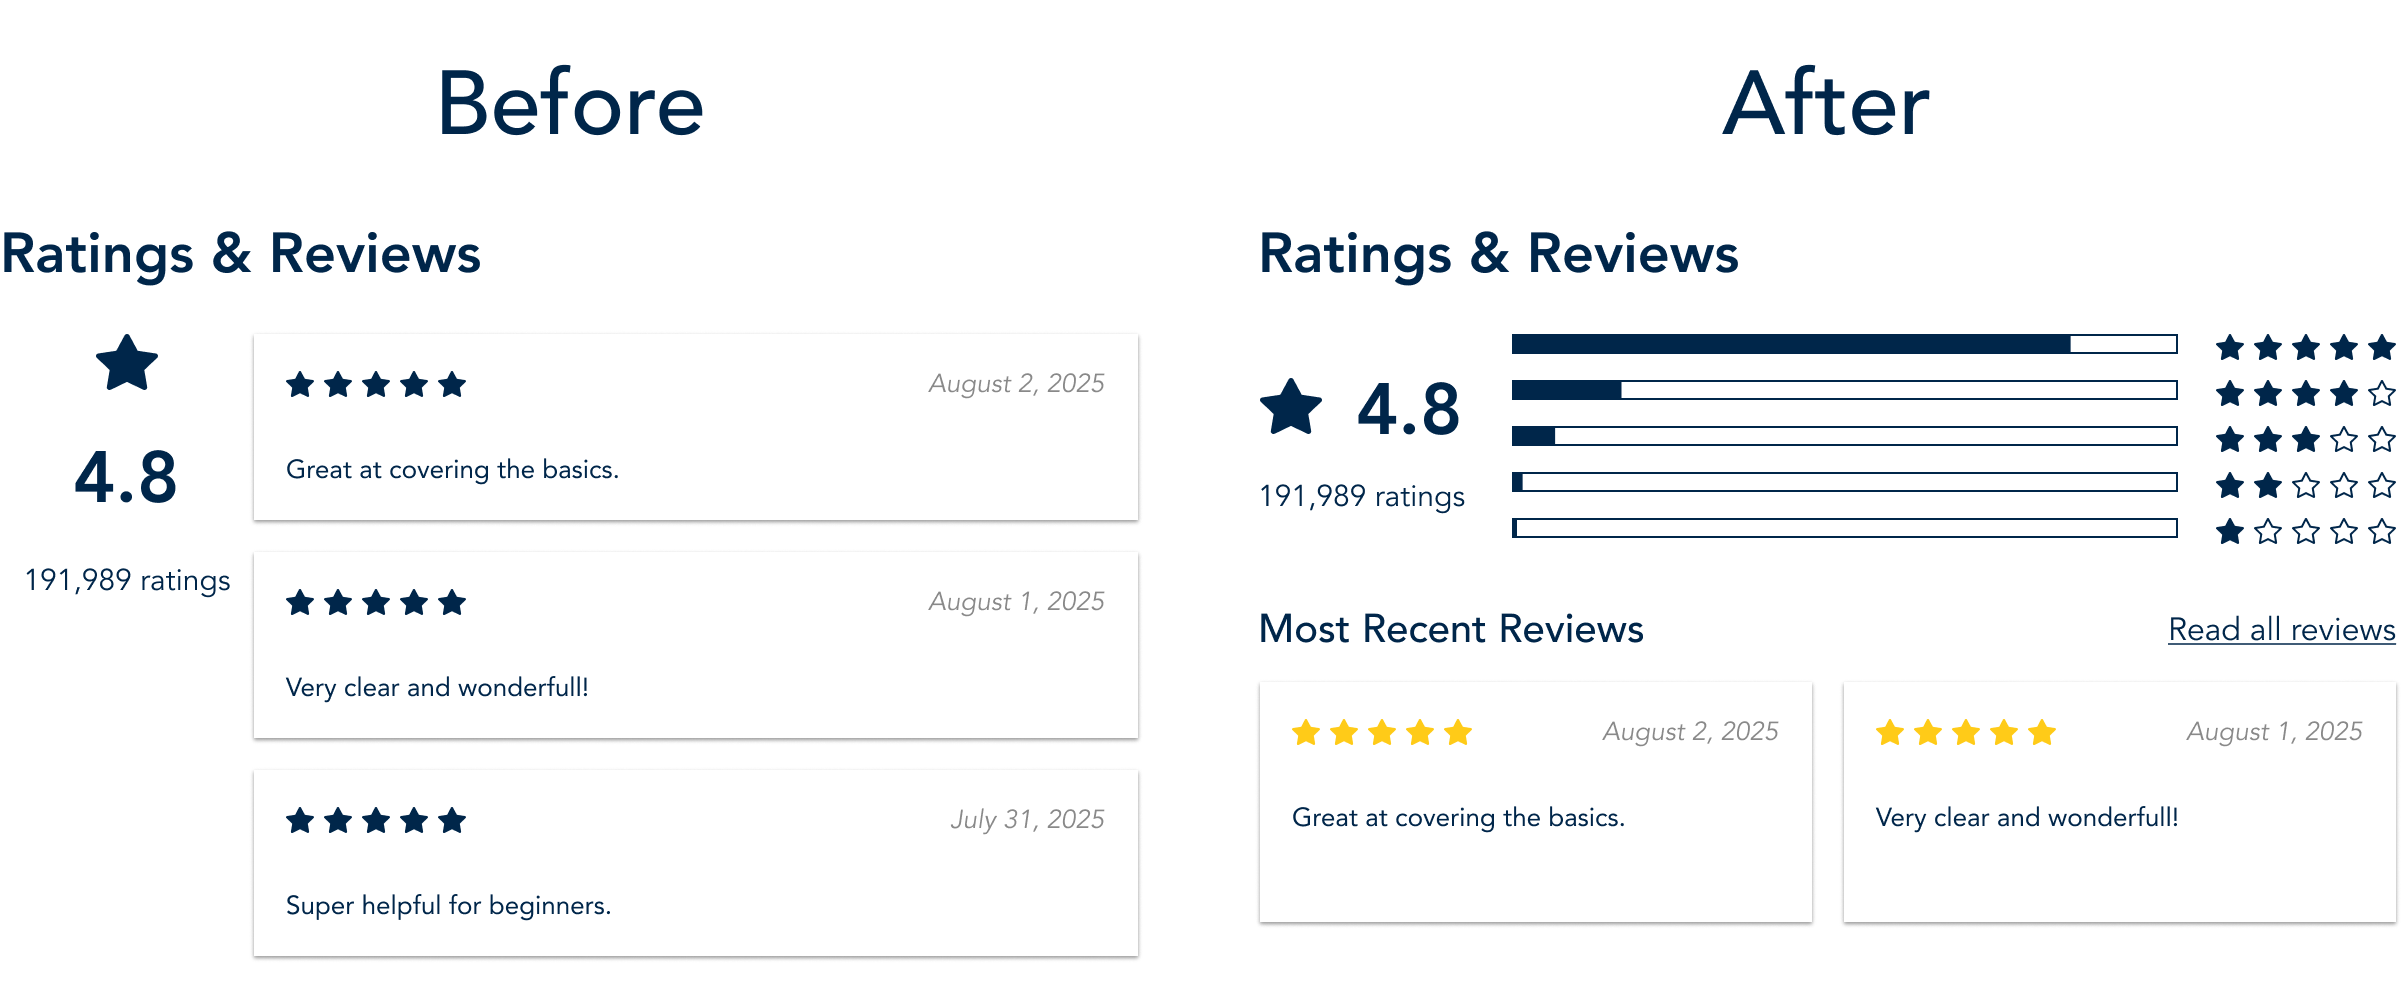 Before
Ratings & Reviews
4.8
191,989 ratings
August 2, 2025
Great at covering the basics.
August 1, 2025
Very clear and wonderfull!
July 31, 2025
Super helpful for beginners.
After
Ratings & Reviews
4.8
191,989 ratings
Most Recent Reviews
Read all reviews
August 2, 2025
Great at covering the basics.
August 1, 2025
Very clear and wonderfull!